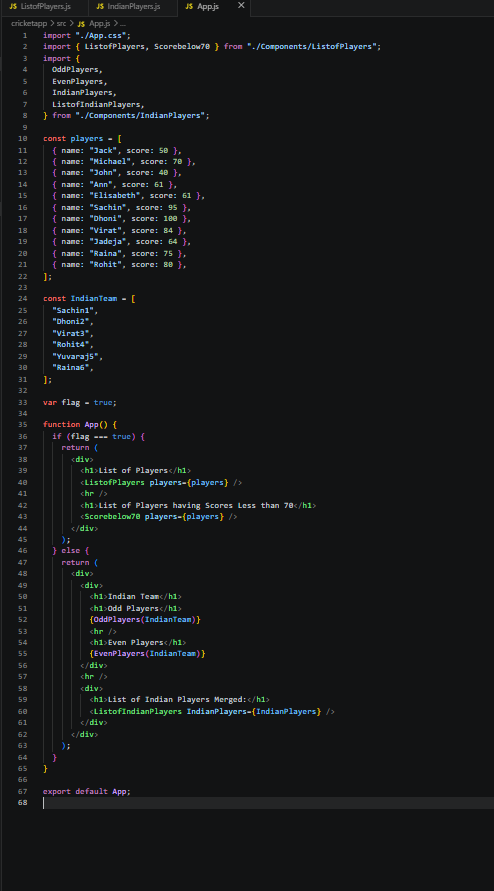 JS ListofPlayers.js JS IndianPlayers.js JS App.js ×
cricketapp > src > JS App.js > ...
1 import "./App.css";
2 import { ListofPlayers, Scorebelow70 } from "./Components/ListofPlayers";
3 import {
4   OddPlayers,
5   EvenPlayers,
6   IndianPlayers,
7   ListofIndianPlayers,
8 } from "./Components/IndianPlayers";
9
10 const players = [
11   { name: "Jack", score: 50 },
12   { name: "Michael", score: 70 },
13   { name: "John", score: 40 },
14   { name: "Ann", score: 61 },
15   { name: "Elisabeth", score: 61 },
16   { name: "Sachin", score: 95 },
17   { name: "Dhoni", score: 100 },
18   { name: "Virat", score: 84 },
19   { name: "Jadeja", score: 64 },
20   { name: "Raina", score: 75 },
21   { name: "Rohit", score: 80 },
22 ];
23
24 const IndianTeam = [
25   "Sachin1",
26   "Dhoni2",
27   "Virat3",
28   "Rohit4",
29   "Yuvaraj5",
30   "Raina6",
31 ];
32
33 var flag = true;
34
35 function App() {
36   if (flag === true) {
37     return (
38       <div>
39         <h1>List of Players</h1>
40         <ListofPlayers players={players} />
41         <hr />
42         <h1>List of Players having Scores Less than 70</h1>
43         <Scorebelow70 players={players} />
44       </div>
45     );
46   } else {
47     return (
48       <div>
49         <div>
50           <h1>Indian Team</h1>
51           <h1>Odd Players</h1>
52           {OddPlayers(IndianTeam)}
53           <hr />
54           <h1>Even Players</h1>
55           {EvenPlayers(IndianTeam)}
56         </div>
57         <hr />
58         <div>
59           <h1>List of Indian Players Merged:</h1>
60           <ListofIndianPlayers IndianPlayers={IndianPlayers} />
61         </div>
62       </div>
63     );
64   }
65 }
66
67 export default App;
68